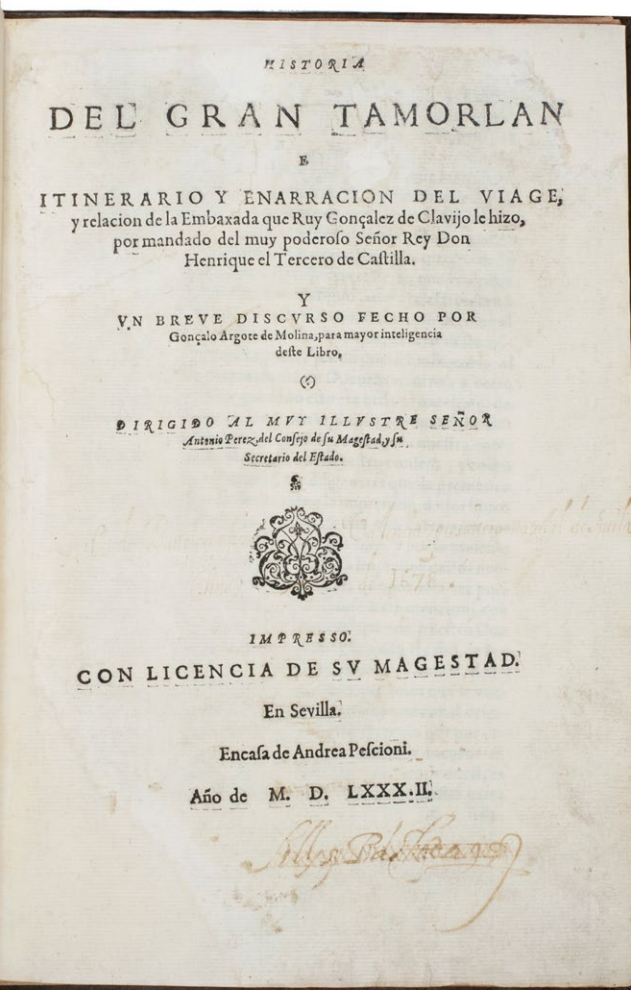 HISTORIA
DEL GRAN TAMORLAN
E
ITINERARIO Y ENARRACION DEL VIAGE,
y relacion de la Embaxada que Ruy Gonçalez de Clavijo le hizo,
por mandado del muy poderoſo Señor Rey Don
Henrique el Tercero de Caſtilla.
Y
VN BREVE DISCVRSO FECHO POR
Gonçalo Argote de Molina, para mayor inteligencia
deſte Libro,
DIRIGIDO AL MVY ILLVSTRE SEÑOR
Antonio Perez, del Conſejo de ſu Mageſtad, y ſu
Secretario del Eſtado.
1678
IMPRESSO.
CON LICENCIA DE SV MAGESTAD.
En Sevilla.
En caſa de Andrea Peſcioni.
Año de M. D. LXXX.II.